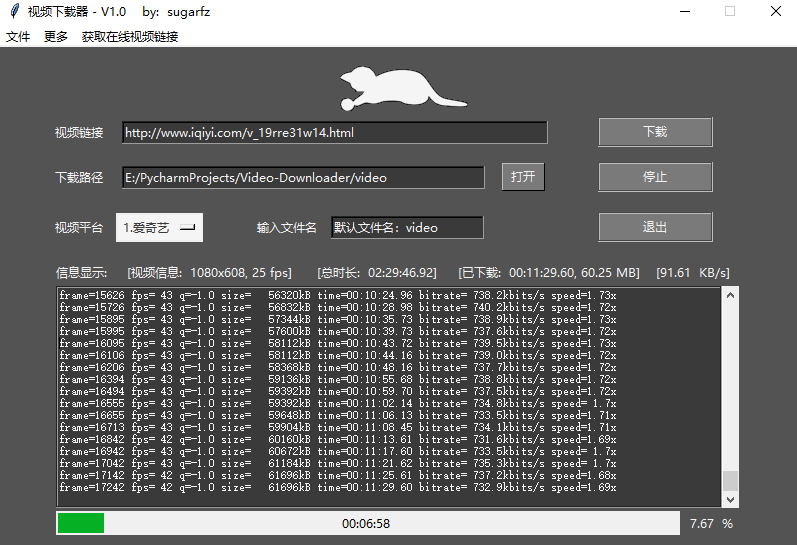 视频下载器 - V1.0 by: sugarfz
文件 更多 获取在线视频链接
视频链接 http://www.iqiyi.com/v_19rre31w14.html 下载
下载路径 E:/PycharmProjects/Video-Downloader/video 打开 停止
视频平台 1.爱奇艺 输入文件名 默认文件名：video 退出
信息显示: [视频信息: 1080x608, 25 fps] [总时长: 02:29:46.92] [已下载: 00:11:29.60, 60.25 MB] [91.61 KB/s]
frame=15626 fps= 43 q=-1.0 size= 56320kB time=00:10:24.96 bitrate= 738.2kbits/s speed=1.73x
frame=15726 fps= 43 q=-1.0 size= 56832kB time=00:10:28.98 bitrate= 740.2kbits/s speed=1.72x
frame=15895 fps= 43 q=-1.0 size= 57344kB time=00:10:35.73 bitrate= 738.9kbits/s speed=1.73x
frame=15995 fps= 43 q=-1.0 size= 57600kB time=00:10:39.73 bitrate= 737.6kbits/s speed=1.72x
frame=16095 fps= 43 q=-1.0 size= 58112kB time=00:10:43.72 bitrate= 739.5kbits/s speed=1.73x
frame=16106 fps= 43 q=-1.0 size= 58112kB time=00:10:44.16 bitrate= 739.0kbits/s speed=1.72x
frame=16206 fps= 43 q=-1.0 size= 58368kB time=00:10:48.16 bitrate= 737.7kbits/s speed=1.72x
frame=16394 fps= 43 q=-1.0 size= 59136kB time=00:10:55.68 bitrate= 738.8kbits/s speed=1.72x
frame=16494 fps= 43 q=-1.0 size= 59392kB time=00:10:59.70 bitrate= 737.5kbits/s speed=1.72x
frame=16555 fps= 43 q=-1.0 size= 59392kB time=00:11:02.14 bitrate= 734.8kbits/s speed= 1.7x
frame=16655 fps= 43 q=-1.0 size= 59648kB time=00:11:06.13 bitrate= 733.5kbits/s speed=1.71x
frame=16713 fps= 43 q=-1.0 size= 59904kB time=00:11:08.45 bitrate= 734.1kbits/s speed=1.71x
frame=16842 fps= 42 q=-1.0 size= 60160kB time=00:11:13.61 bitrate= 731.6kbits/s speed=1.69x
frame=16942 fps= 43 q=-1.0 size= 60672kB time=00:11:17.60 bitrate= 733.5kbits/s speed= 1.7x
frame=17042 fps= 42 q=-1.0 size= 61184kB time=00:11:21.62 bitrate= 735.3kbits/s speed= 1.7x
frame=17142 fps= 42 q=-1.0 size= 61696kB time=00:11:25.61 bitrate= 737.2kbits/s speed=1.68x
frame=17242 fps= 42 q=-1.0 size= 61696kB time=00:11:29.60 bitrate= 732.9kbits/s speed=1.69x
00:06:58 7.67 %